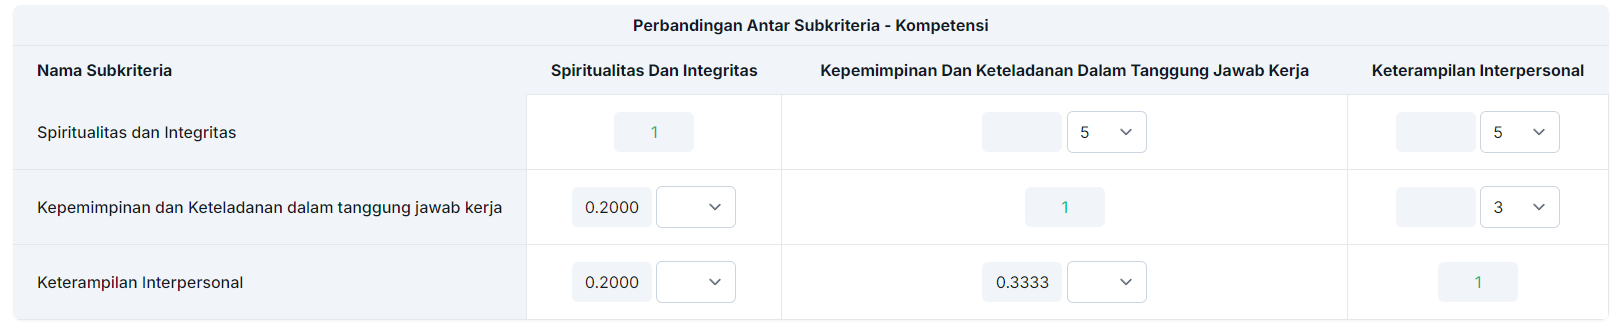 Perbandingan Antar Subkriteria - Kompetensi
Nama Subkriteria Spiritualitas Dan Integritas Kepemimpinan Dan Keteladanan Dalam Tanggung Jawab Kerja Keterampilan Interpersonal
Spiritualitas dan Integritas 1 5 5
Kepemimpinan dan Keteladanan dalam tanggung jawab kerja 0.2000 1 3
Keterampilan Interpersonal 0.2000 0.3333 1